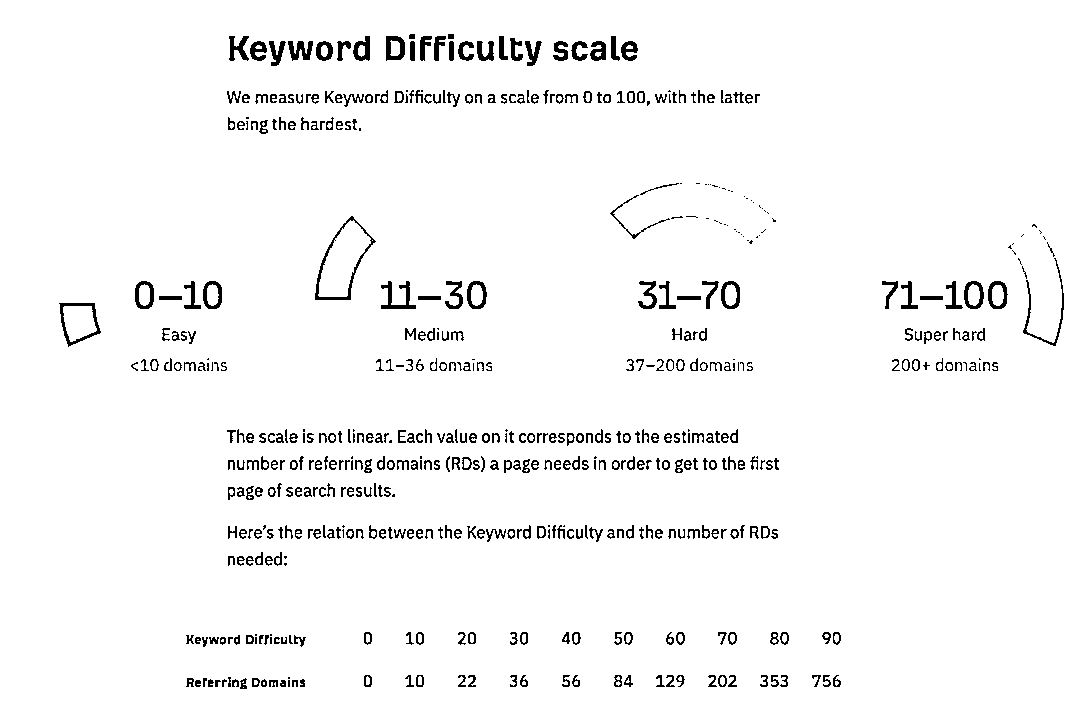 Keyword Difficulty scale
We measure Keyword Difficulty on a scale from 0 to 100, with the latter
being the hardest.
0–10
Easy
<10 domains
11–30
Medium
11–36 domains
31–70
Hard
37–200 domains
71–100
Super hard
200+ domains
The scale is not linear. Each value on it corresponds to the estimated
number of referring domains (RDs) a page needs in order to get to the first
page of search results.
Here's the relation between the Keyword Difficulty and the number of RDs
needed:
Keyword Difficulty 0 10 20 30 40 50 60 70 80 90
Referring Domains 0 10 22 36 56 84 129 202 353 756